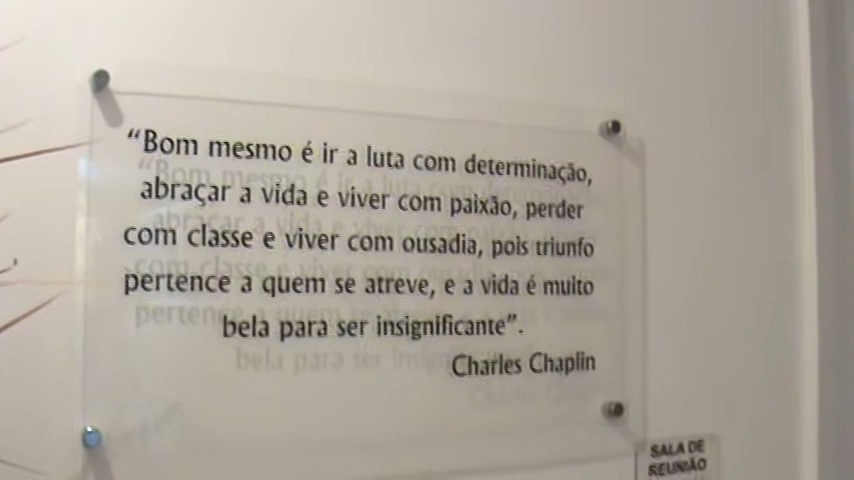 “Bom mesmo é ir a luta com determinação,
abraçar a vida e viver com paixão, perder
com classe e viver com ousadia, pois triunfo
pertence a quem se atreve, e a vida é muito
bela para ser insignificante”.
Charles Chaplin
SALA DE
REUNIÃO